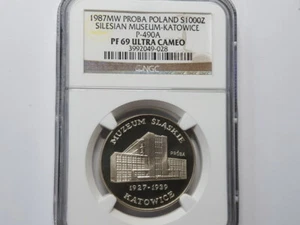 1987MW PROBA POLAND S1000Z
SILESIAN MUSEUM-KATOWICE
P-490A
PF 69 ULTRA CAMEO
3992049-028
NGC
MUZEUM ŚLĄSKIE
PRÓBA
1927-1939
KATOWICE